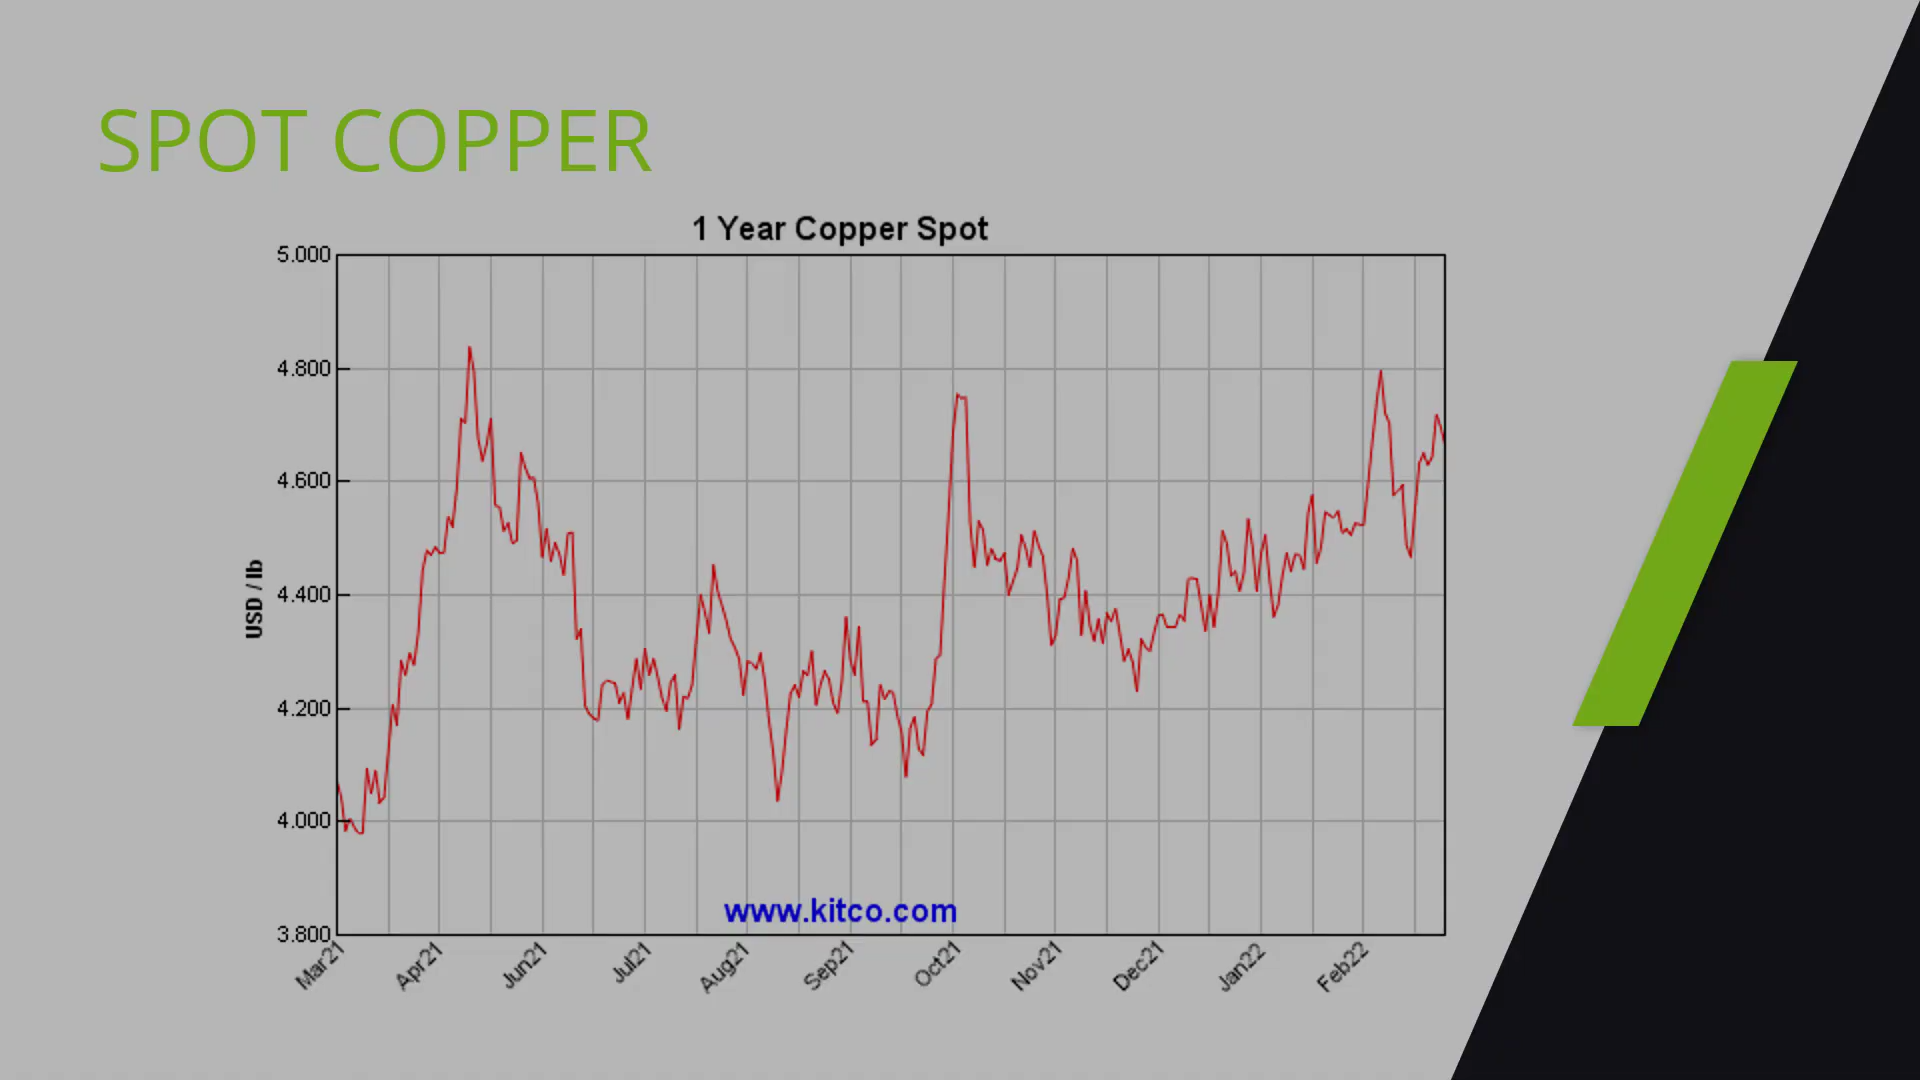 SPOT COPPER
1 Year Copper Spot
5.000
4.800
4.600
4.400
4.200
4.000
3.800
USD / lb
www.kitco.com
Mar21 Apr21 Jun21 Jul21 Aug21 Sep21 Oct21 Nov21 Dec21 Jan22 Feb22